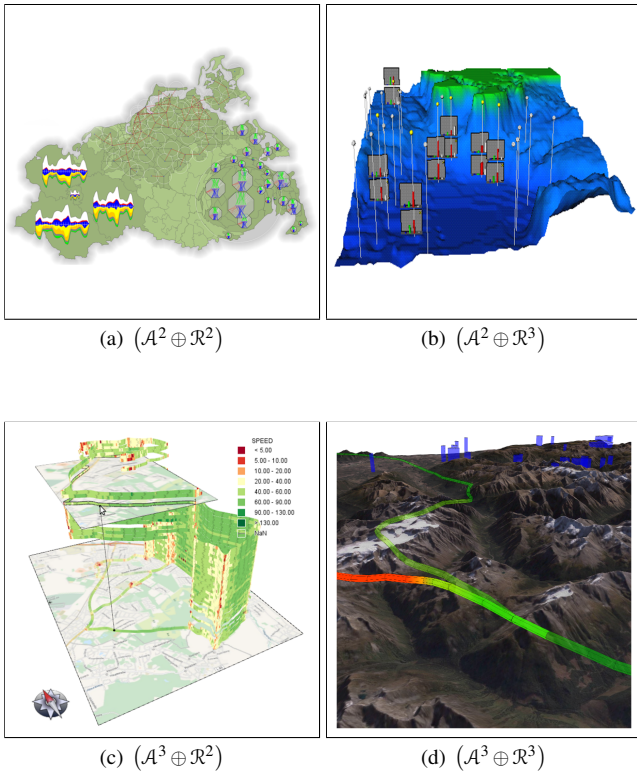 (a) (𝒜² ⊕ ℛ²)
(b) (𝒜² ⊕ ℛ³)
SPEED
< 5.00
5.00 - 10.00
10.00 - 20.00
20.00 - 40.00
40.00 - 60.00
60.00 - 90.00
90.00 - 130.00
130.00
NaN
(c) (𝒜³ ⊕ ℛ²)
(d) (𝒜³ ⊕ ℛ³)